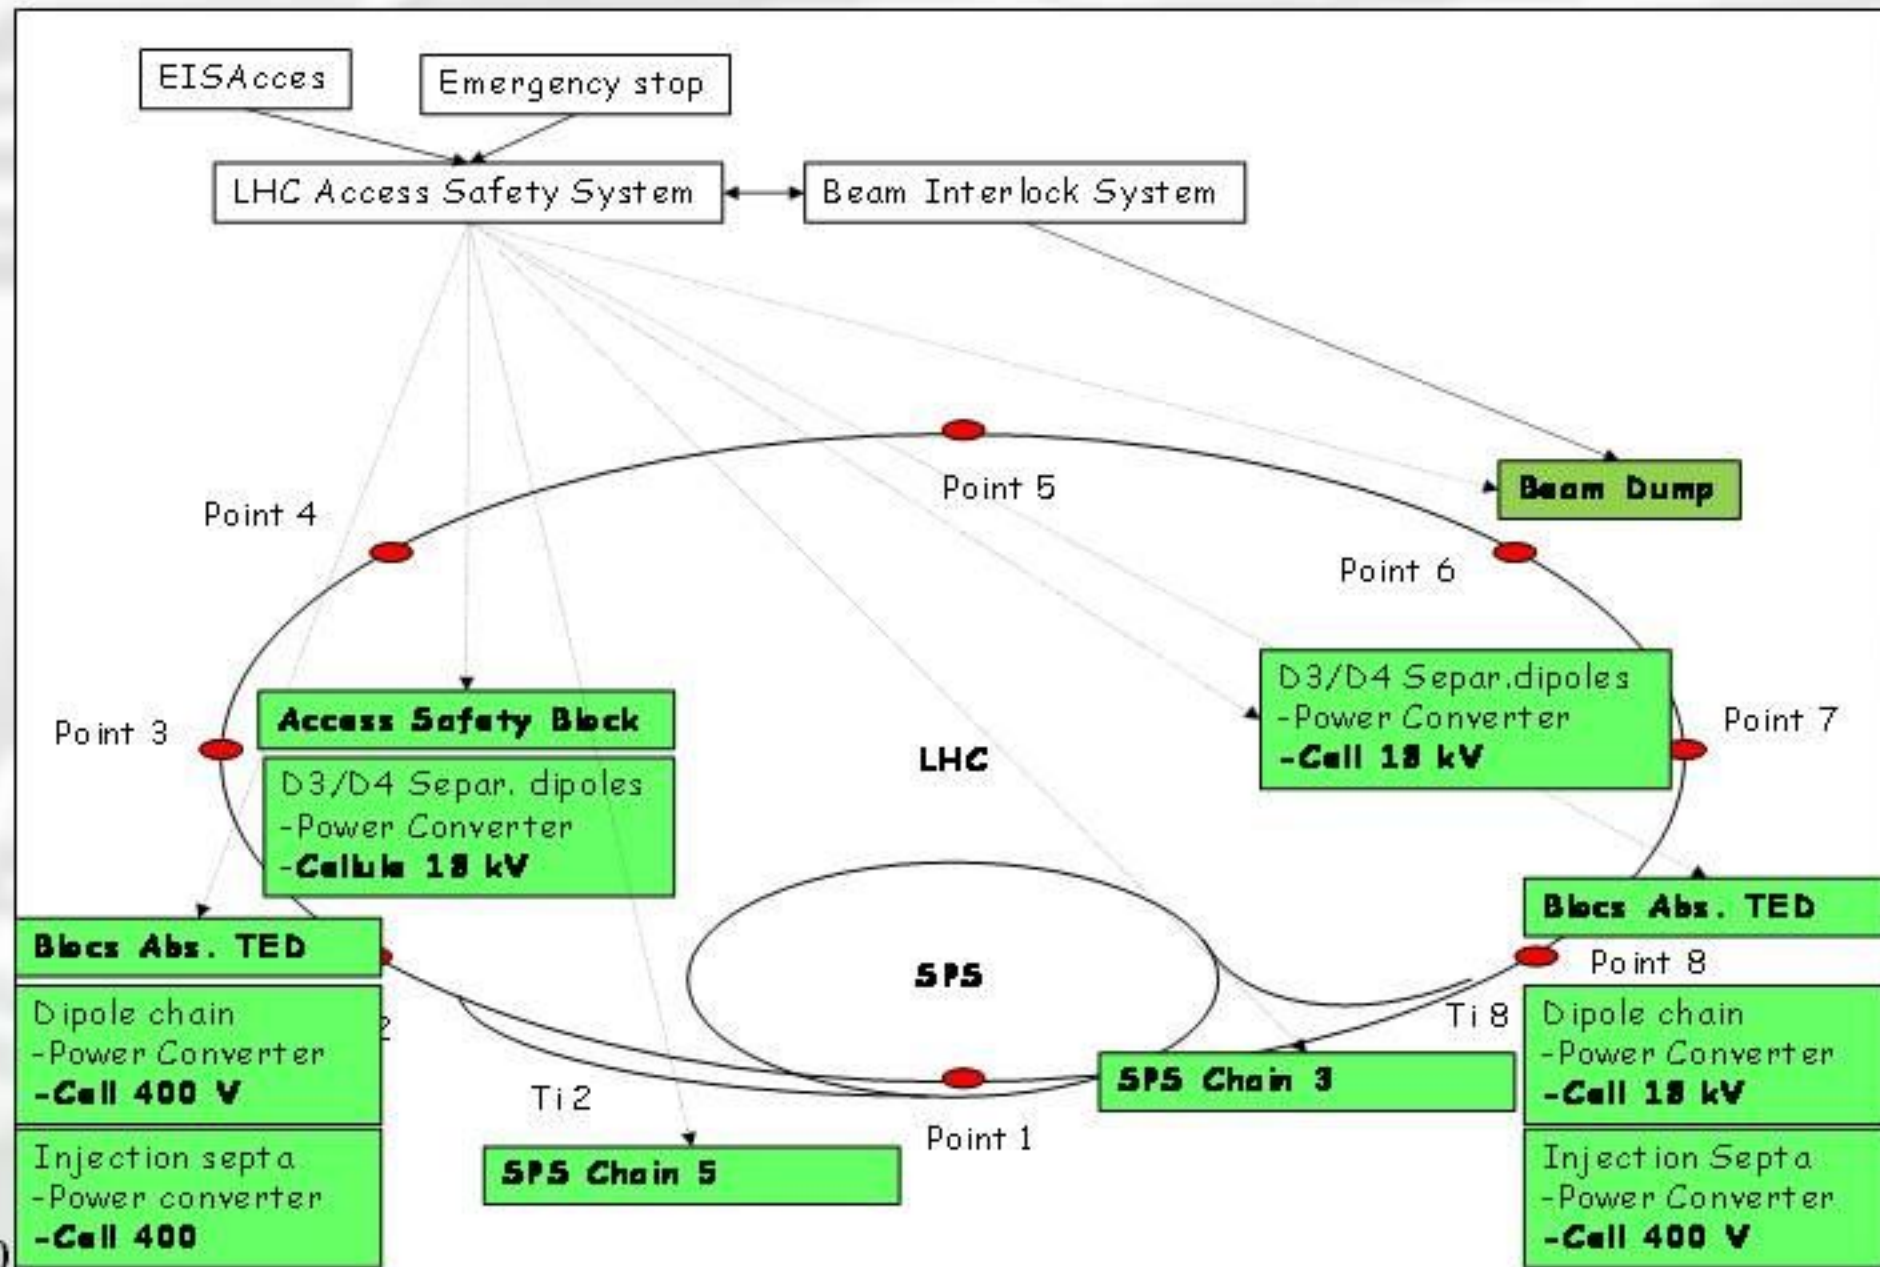 EISAcces
Emergency stop
LHC Access Safety System
Beam Interlock System
Point 5
Beam Dump
Point 4
Point 6
D3/D4 Separ.dipoles
-Power Converter
-Cell 18 kV
Point 7
Point 3
Access Safety Block
D3/D4 Separ. dipoles
-Power Converter
-Cellule 18 kV
LHC
SPS
Blocs Abs. TED
Dipole chain
-Power Converter
-Cell 400 V
Injection septa
-Power converter
-Cell 400
2
Ti 2
Point 1
SPS Chain 5
SPS Chain 3
Ti 8
Blocs Abs. TED
Point 8
Dipole chain
-Power Converter
-Cell 18 kV
Injection Septa
-Power Converter
-Cell 400 V